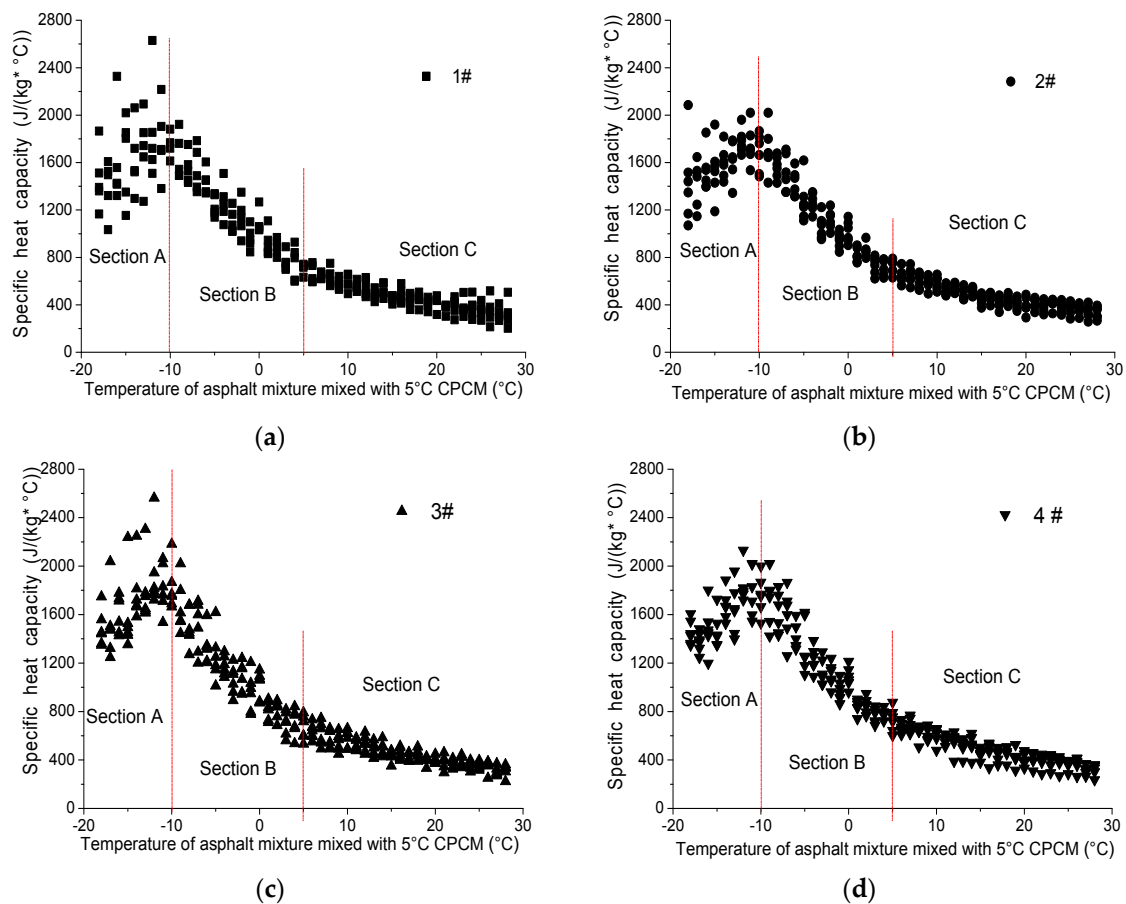 2800
2400
2000
1600
1200
800
400
0
Specific heat capacity (J/(kg* °C))
1#
Section A
Section B
Section C
-20 -10 0 10 20 30
Temperature of asphalt mixture mixed with 5°C CPCM (°C)
(a)
2800
2400
2000
1600
1200
800
400
0
Specific heat capacity (J/(kg* °C))
2#
Section A
Section B
Section C
-20 -10 0 10 20 30
Temperature of asphalt mixture mixed with 5°C CPCM (°C)
(b)
2800
2400
2000
1600
1200
800
400
0
Specific heat capacity (J/(kg* °C))
3#
Section C
Section A
Section B
-20 -10 0 10 20 30
Temperature of asphalt mixture mixed with 5°C CPCM (°C)
(c)
2800
2400
2000
1600
1200
800
400
0
Specific heat capacity (J/(kg* °C))
4 #
Section C
Section A
Section B
-20 -10 0 10 20 30
Temperature of asphalt mixture mixed with 5°C CPCM (°C)
(d)